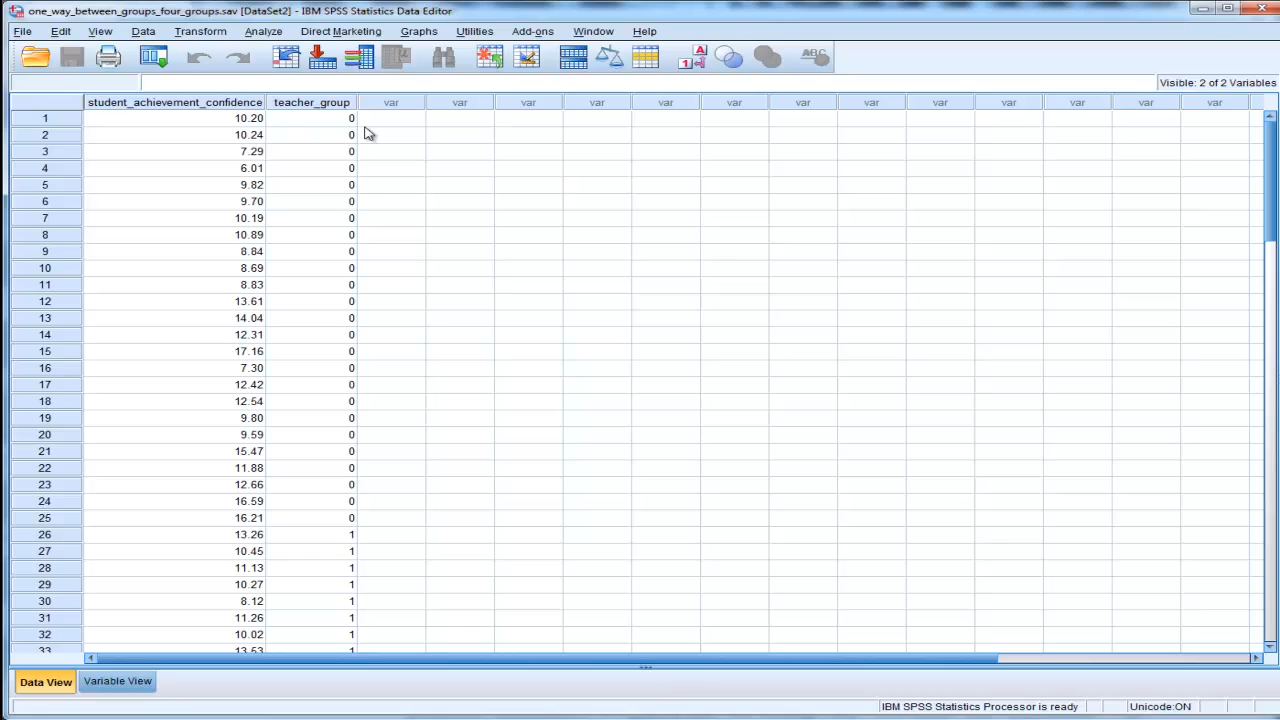 one_way_between_groups_four_groups.sav [DataSet2] - IBM SPSS Statistics Data Editor
File Edit View Data Transform Analyze Direct Marketing Graphs Utilities Add-ons Window Help
Visible: 2 of 2 Variables
student_achievement_confidence teacher_group var var var var var var var var var var var var var
1 10.20 0
2 10.24 0
3 7.29 0
4 6.01 0
5 9.82 0
6 9.70 0
7 10.19 0
8 10.89 0
9 8.84 0
10 8.69 0
11 8.83 0
12 13.61 0
13 14.04 0
14 12.31 0
15 17.16 0
16 7.30 0
17 12.42 0
18 12.54 0
19 9.80 0
20 9.59 0
21 15.47 0
22 11.88 0
23 12.66 0
24 16.59 0
25 16.21 0
26 13.26 1
27 10.45 1
28 11.13 1
29 10.27 1
30 8.12 1
31 11.26 1
32 10.02 1
33 13.53 1
Data View Variable View
IBM SPSS Statistics Processor is ready Unicode:ON